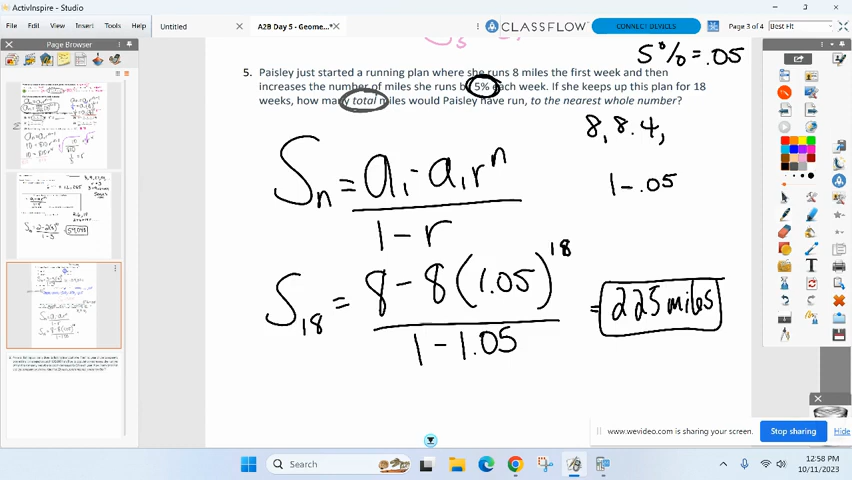 ActivInspire - Studio
File Edit View Insert Tools Help
Untitled
A2B Day 5 - Geome...*
CLASSFLOW
CONNECT DEVICES
Page 3 of 4
Best Fit
Page Browser
5% = .05
5. Paisley just started a running plan where she runs 8 miles the first week and then
increases the number of miles she runs by 5% each week. If she keeps up this plan for 18
weeks, how many total miles would Paisley have run, to the nearest whole number?
8, 8.4,
1 - .05
Sn = a1 - a1rⁿ
1 - r
S18 = 8 - 8(1.05)¹⁸
1 - 1.05
= 225 miles
www.wevideo.com is sharing your screen.
Stop sharing
Hide
Search
12:58 PM
10/11/2023